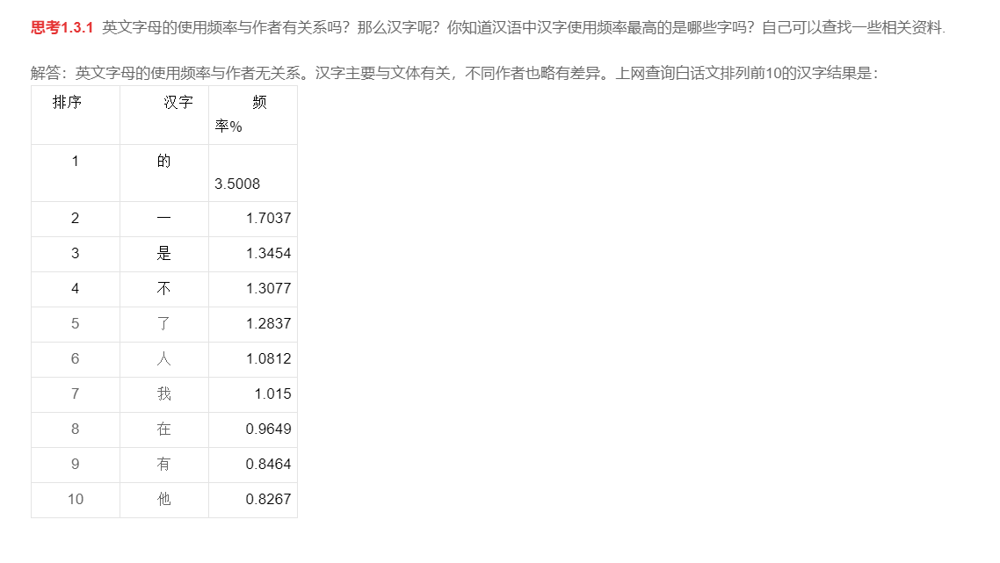 思考1.3.1 英文字母的使用频率与作者有关系吗？那么汉字呢？你知道汉语中汉字使用频率最高的是哪些字吗？自己可以查找一些相关资料.
解答：英文字母的使用频率与作者无关系。汉字主要与文体有关，不同作者也略有差异。上网查询白话文排列前10的汉字结果是：
排序 汉字 频
率%
1 的
3.5008
2 一 1.7037
3 是 1.3454
4 不 1.3077
5 了 1.2837
6 人 1.0812
7 我 1.015
8 在 0.9649
9 有 0.8464
10 他 0.8267